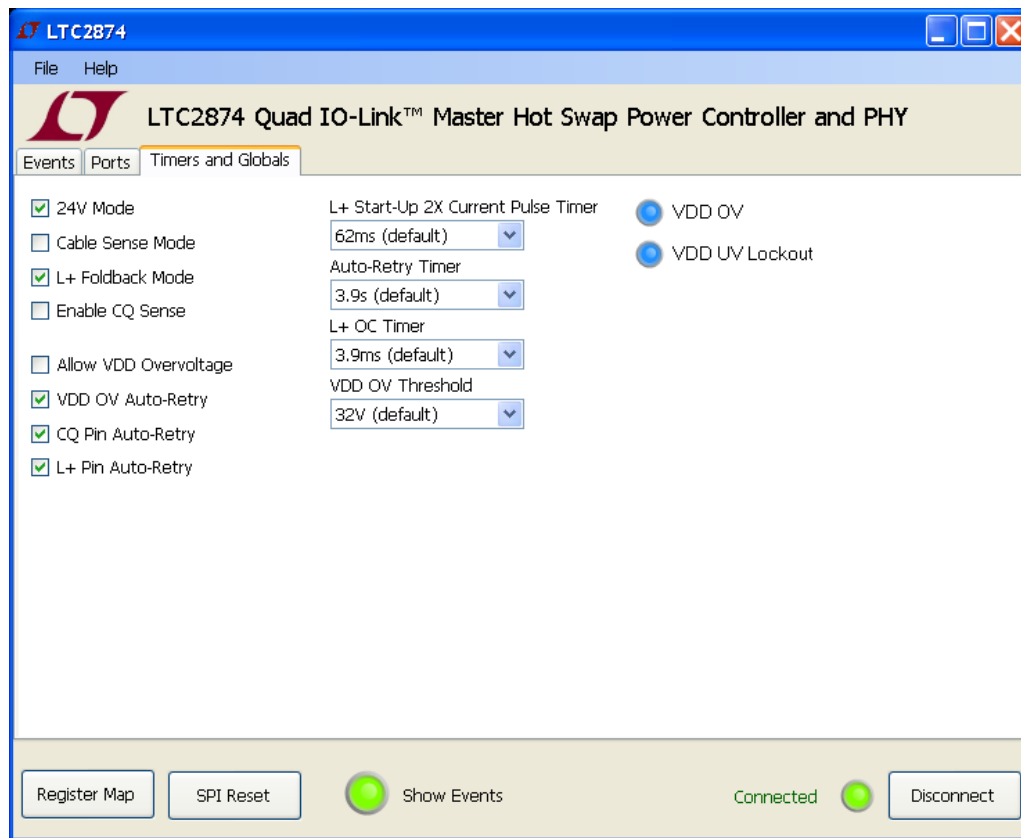 LTC2874
File Help
LTC2874 Quad IO-Link™ Master Hot Swap Power Controller and PHY
Events Ports Timers and Globals
24V Mode
Cable Sense Mode
L+ Foldback Mode
Enable CQ Sense
Allow VDD Overvoltage
VDD OV Auto-Retry
CQ Pin Auto-Retry
L+ Pin Auto-Retry
L+ Start-Up 2X Current Pulse Timer
62ms (default)
Auto-Retry Timer
3.9s (default)
L+ OC Timer
3.9ms (default)
VDD OV Threshold
32V (default)
VDD OV
VDD UV Lockout
Register Map SPI Reset Show Events Connected Disconnect